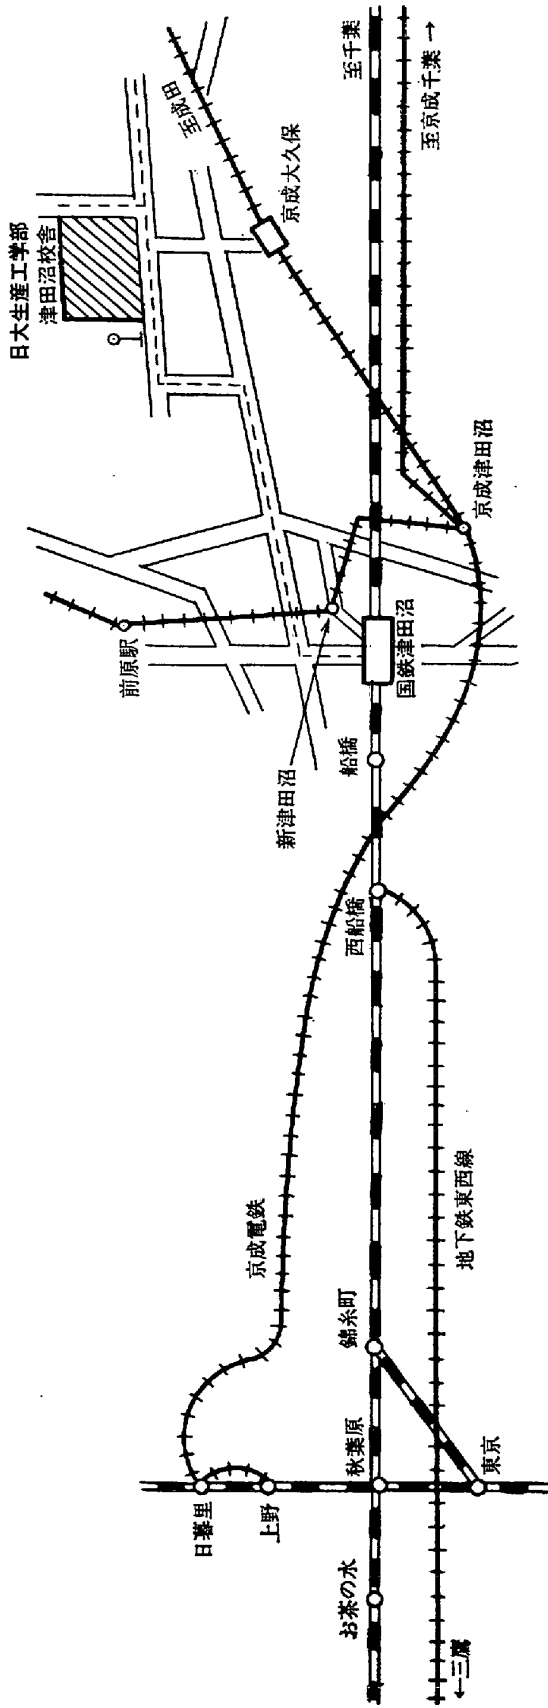 日大生産工学部
津田沼校舎
至成田
京成大久保
至千葉
至京成千葉→
前原駅
新津田沼
京成津田沼
国鉄津田沼
船橋
西船橋
京成電鉄
地下鉄東西線
錦糸町
秋葉原
東京
日暮里
上野
お茶の水
←三鷹